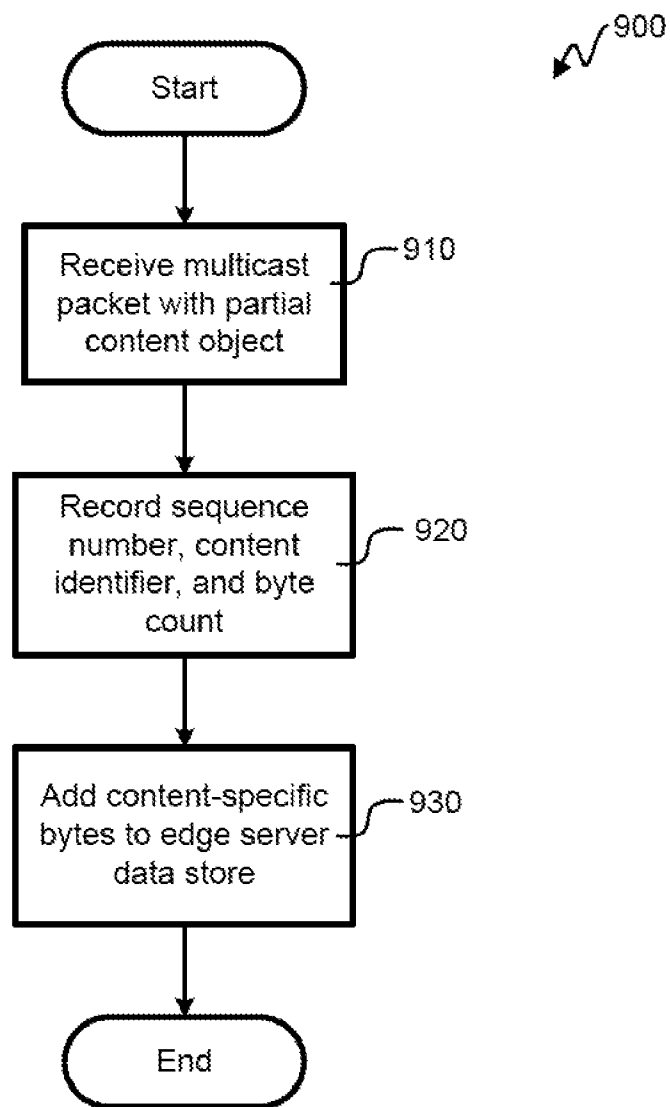 900
Start
Receive multicast
packet with partial
content object
910
Record sequence
number, content
identifier, and byte
count
920
Add content-specific
bytes to edge server
data store
930
End